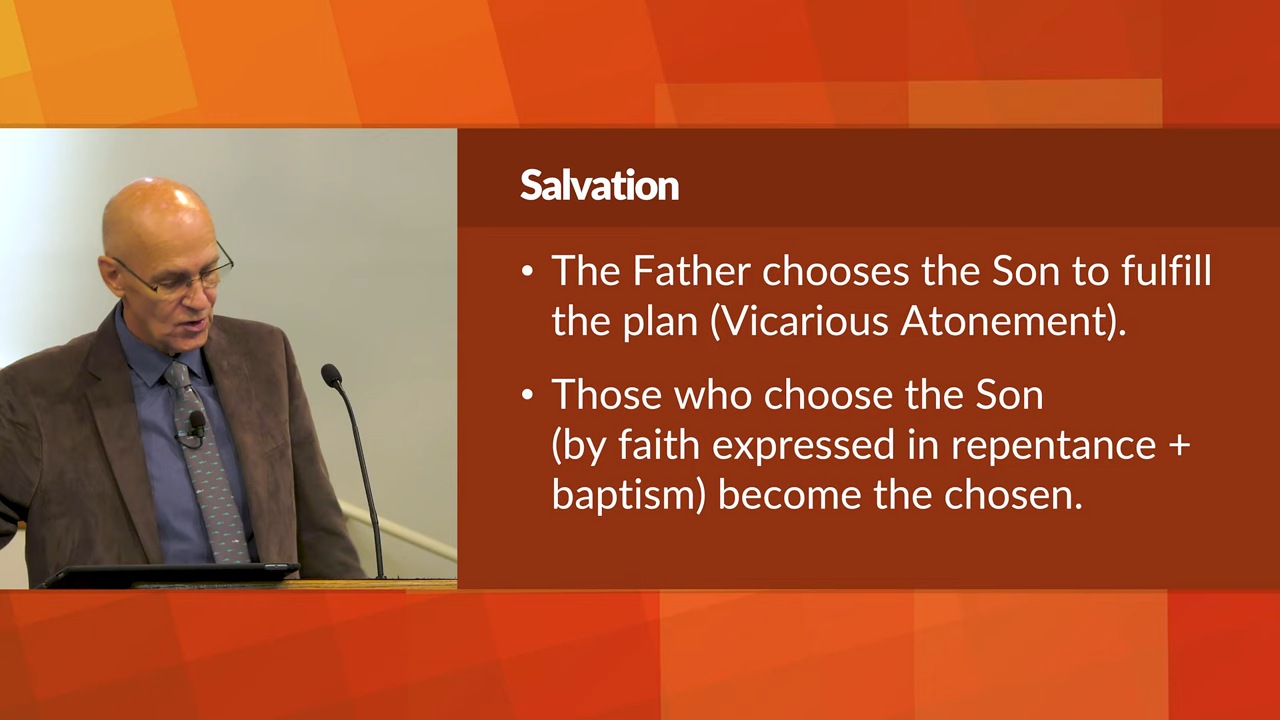 Salvation
• The Father chooses the Son to fulfill
the plan (Vicarious Atonement).
• Those who choose the Son
(by faith expressed in repentance +
baptism) become the chosen.